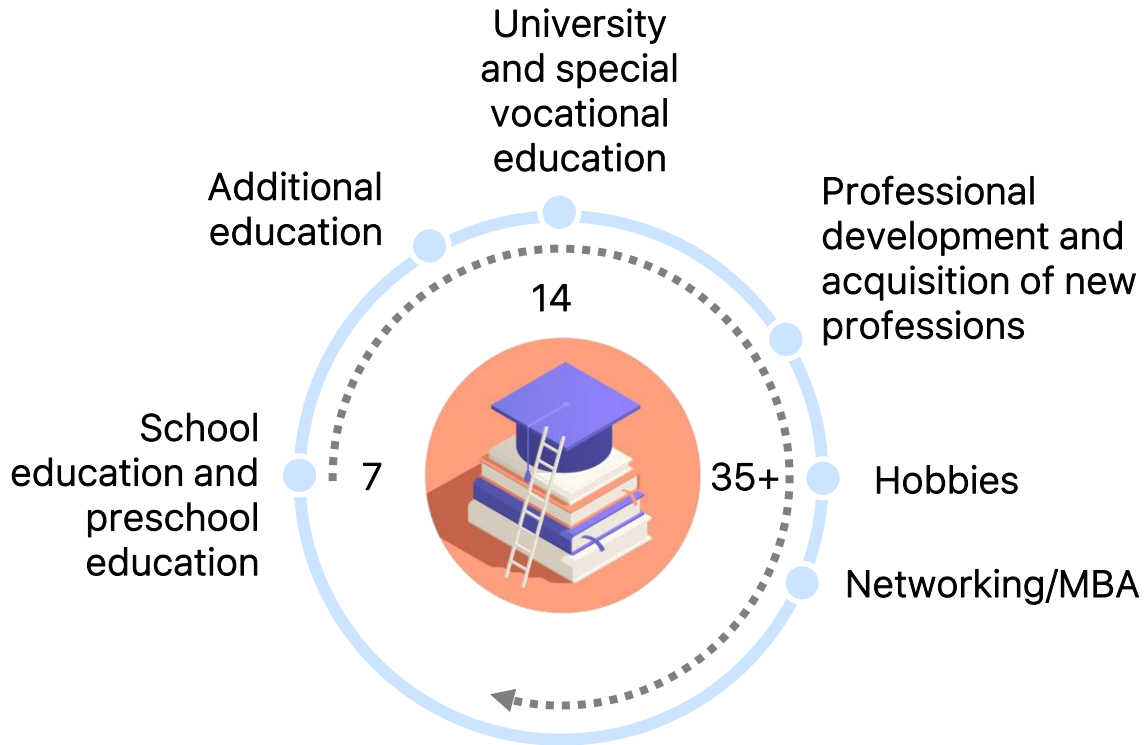 University
and special
vocational
education
Additional
education
Professional
development and
acquisition of new
professions
14
School
education and
preschool
education
7
35+
Hobbies
Networking/MBA